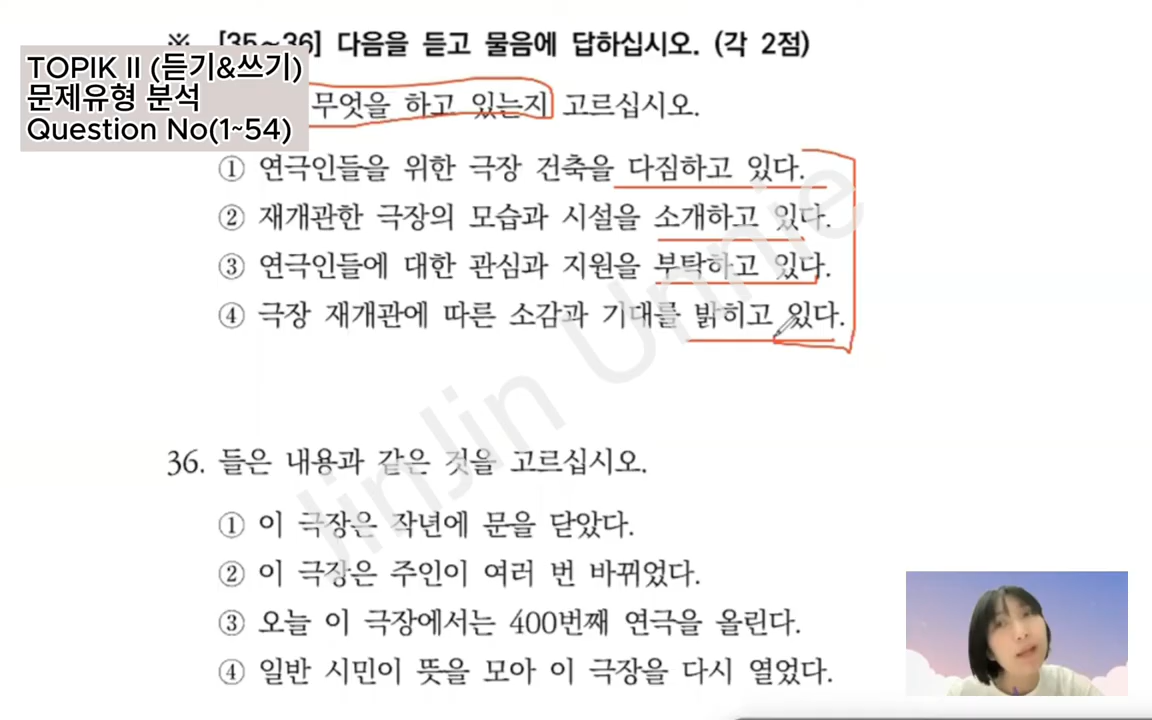 ※ [35~36] 다음을 듣고 물음에 답하십시오. (각 2점)
TOPIK II (듣기&쓰기)
문제유형 분석
Question No(1~54)
무엇을 하고 있는지 고르십시오.
① 연극인들을 위한 극장 건축을 다짐하고 있다.
② 재개관한 극장의 모습과 시설을 소개하고 있다.
③ 연극인들에 대한 관심과 지원을 부탁하고 있다.
④ 극장 재개관에 따른 소감과 기대를 밝히고 있다.
JinJin Unnie
36. 들은 내용과 같은 것을 고르십시오.
① 이 극장은 작년에 문을 닫았다.
② 이 극장은 주인이 여러 번 바뀌었다.
③ 오늘 이 극장에서는 400번째 연극을 올린다.
④ 일반 시민이 뜻을 모아 이 극장을 다시 열었다.